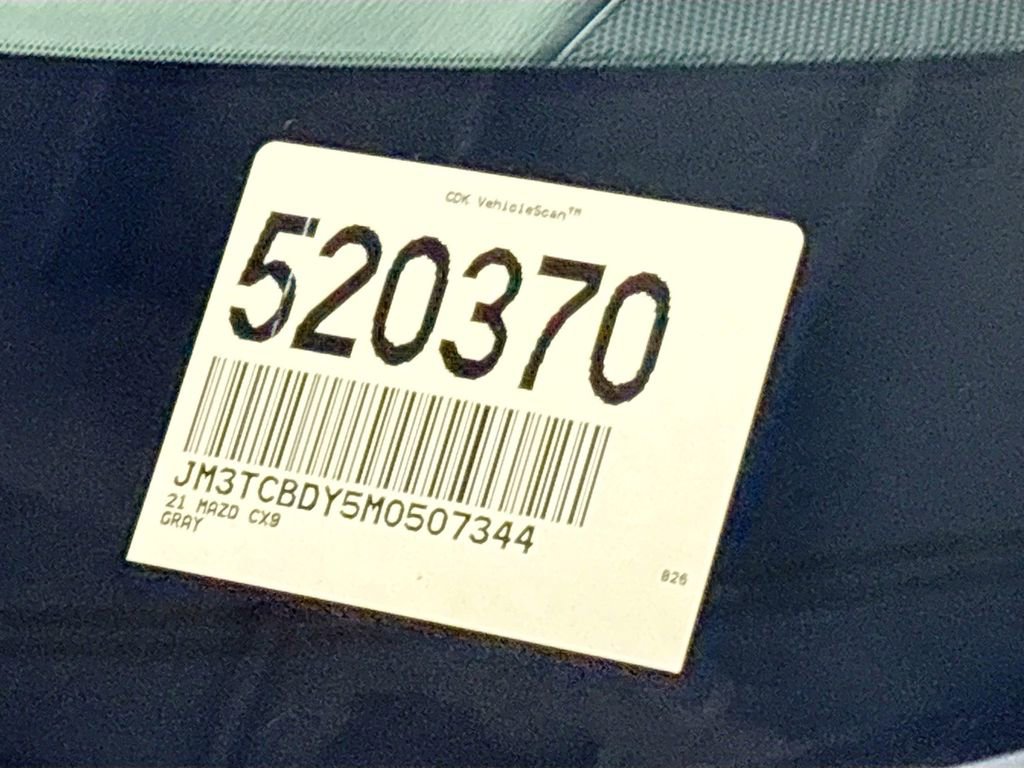 CDK VehicleScan™
520370
JM3TCBDY5M0507344
21 MAZD CX9
GRAY
826